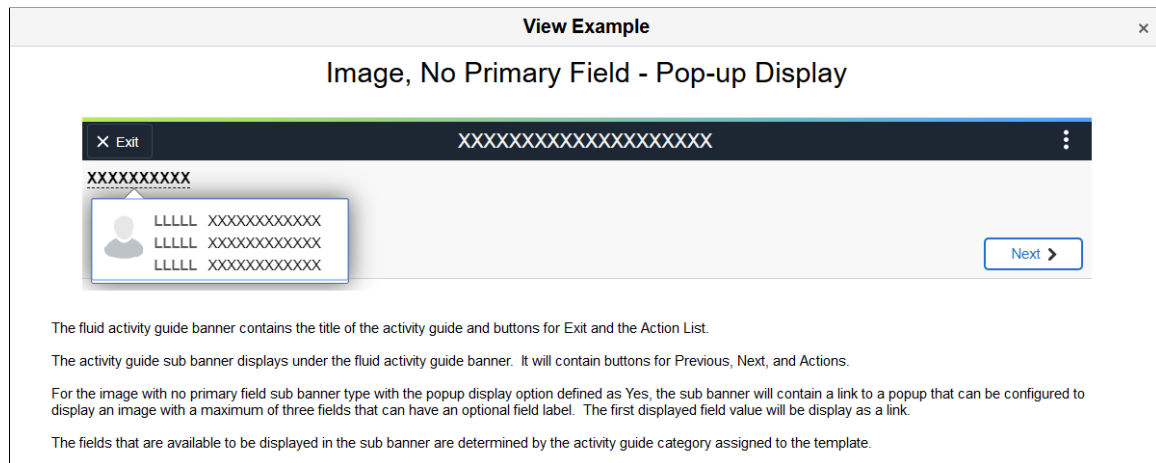 View Example
×
Image, No Primary Field - Pop-up Display
Exit
XXXXXXXXXXXXXXXXXXXX
XXXXXXXXXX
LLLLL XXXXXXXXXXXX
LLLLL XXXXXXXXXXXX
LLLLL XXXXXXXXXXXX
Next
The fluid activity guide banner contains the title of the activity guide and buttons for Exit and the Action List.
The activity guide sub banner displays under the fluid activity guide banner.  It will contain buttons for Previous, Next, and Actions.
For the image with no primary field sub banner type with the popup display option defined as Yes, the sub banner will contain a link to a popup that can be configured to
display an image with a maximum of three fields that can have an optional field label.  The first displayed field value will be display as a link.
The fields that are available to be displayed in the sub banner are determined by the activity guide category assigned to the template.